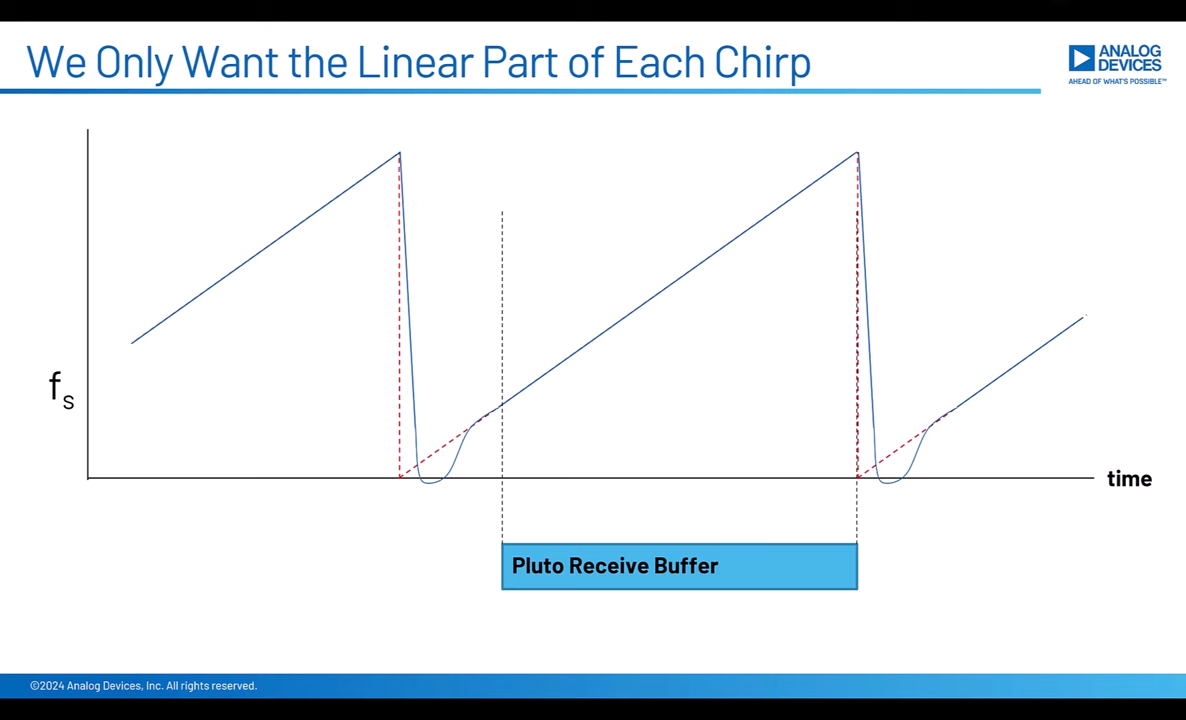 We Only Want the Linear Part of Each Chirp
ANALOG
DEVICES
AHEAD OF WHAT'S POSSIBLE™
fs
time
Pluto Receive Buffer
©2024 Analog Devices, Inc. All rights reserved.